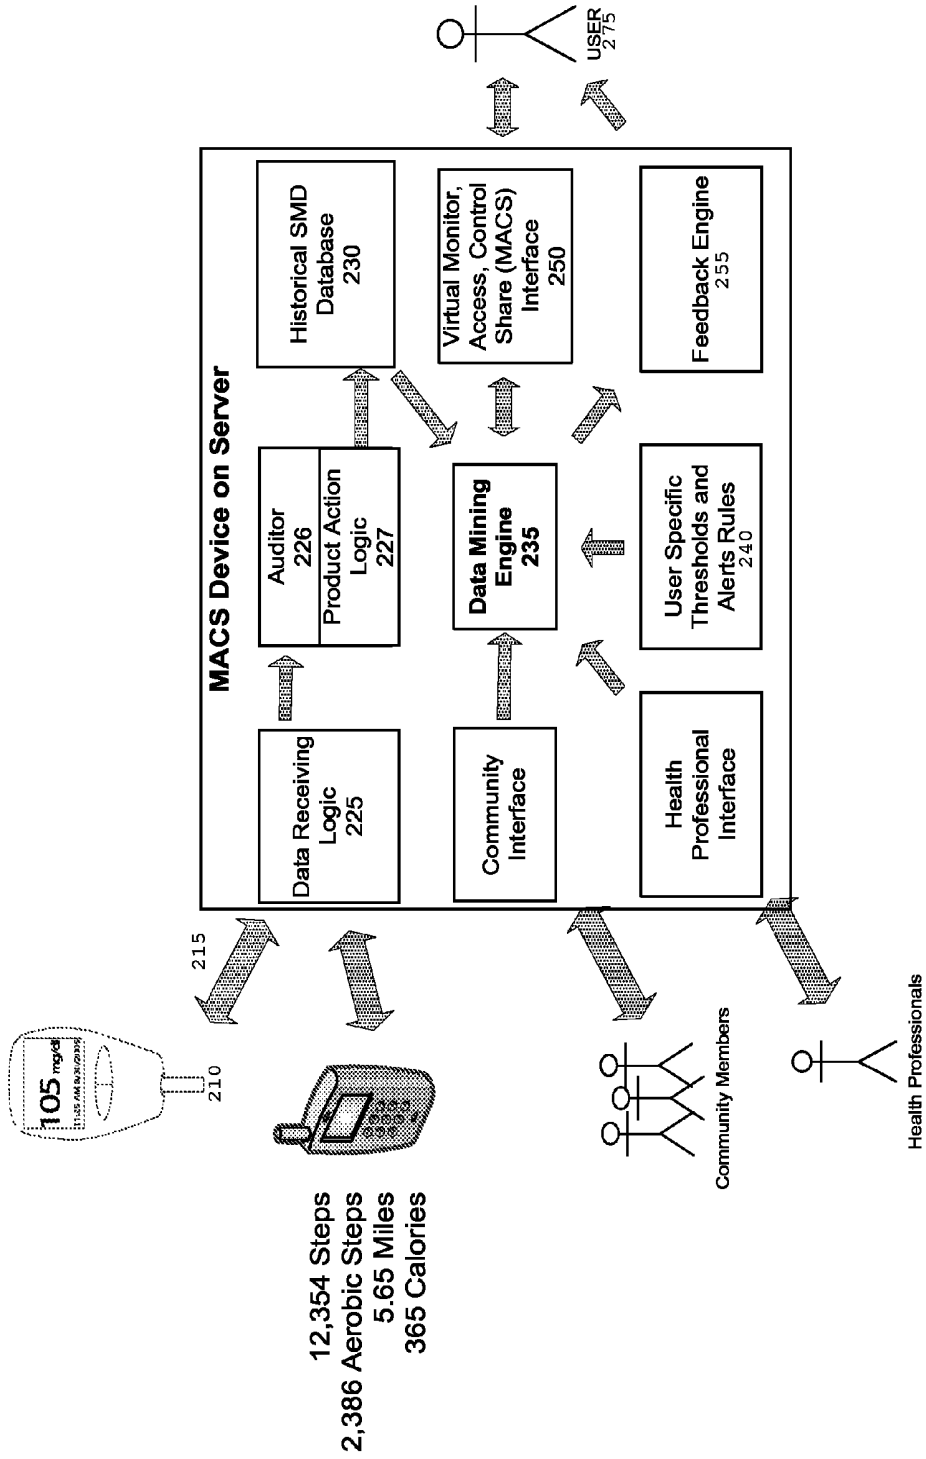 MACS Device on Server
105 mg/dl
210
215
12,354 Steps
2,386 Aerobic Steps
5.65 Miles
365 Calories
Data Receiving
Logic
225
Auditor
226
Product Action
Logic
227
Historical SMD
Database
230
Community
Interface
Data Mining
Engine
235
Virtual Monitor,
Access, Control
Share (MACS)
Interface
250
Health
Professional
Interface
User Specific
Thresholds and
Alerts Rules
240
Feedback Engine
255
USER
275
Community Members
Health Professionals